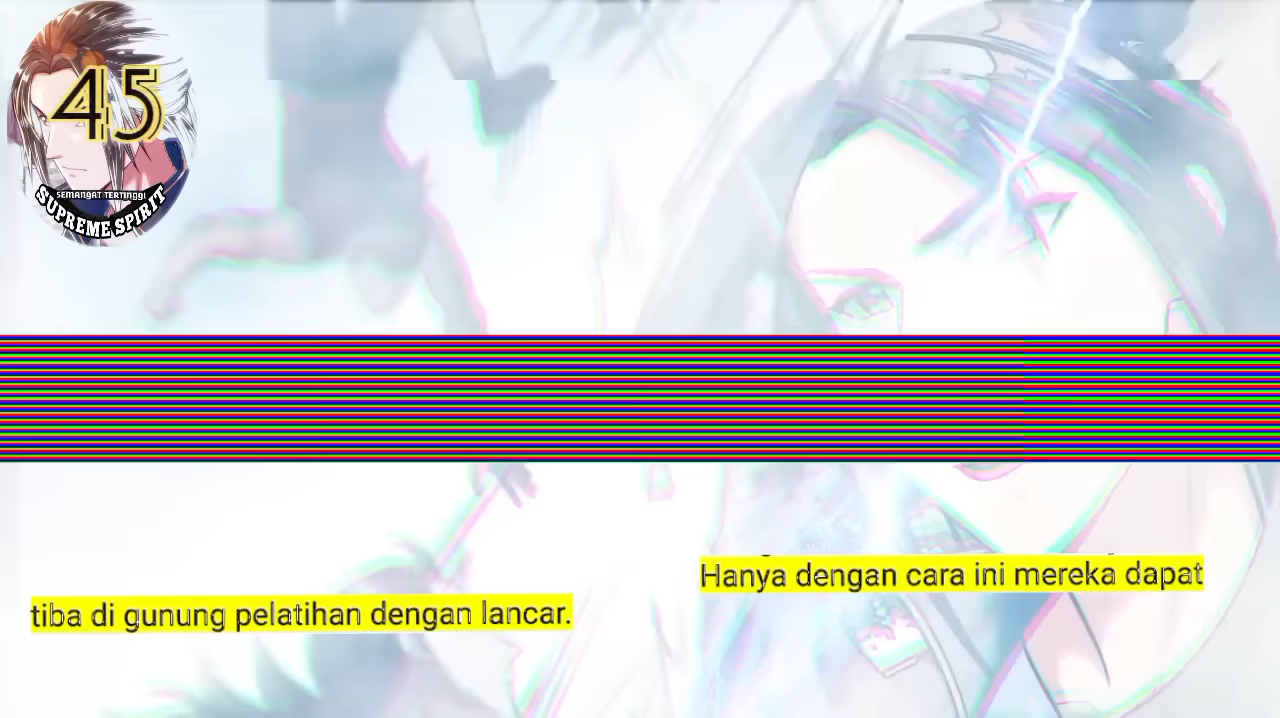 45
SEMANGAT TERTINGGI
SUPREME SPIRIT
Hanya dengan cara ini mereka dapat
tiba di gunung pelatihan dengan lancar.